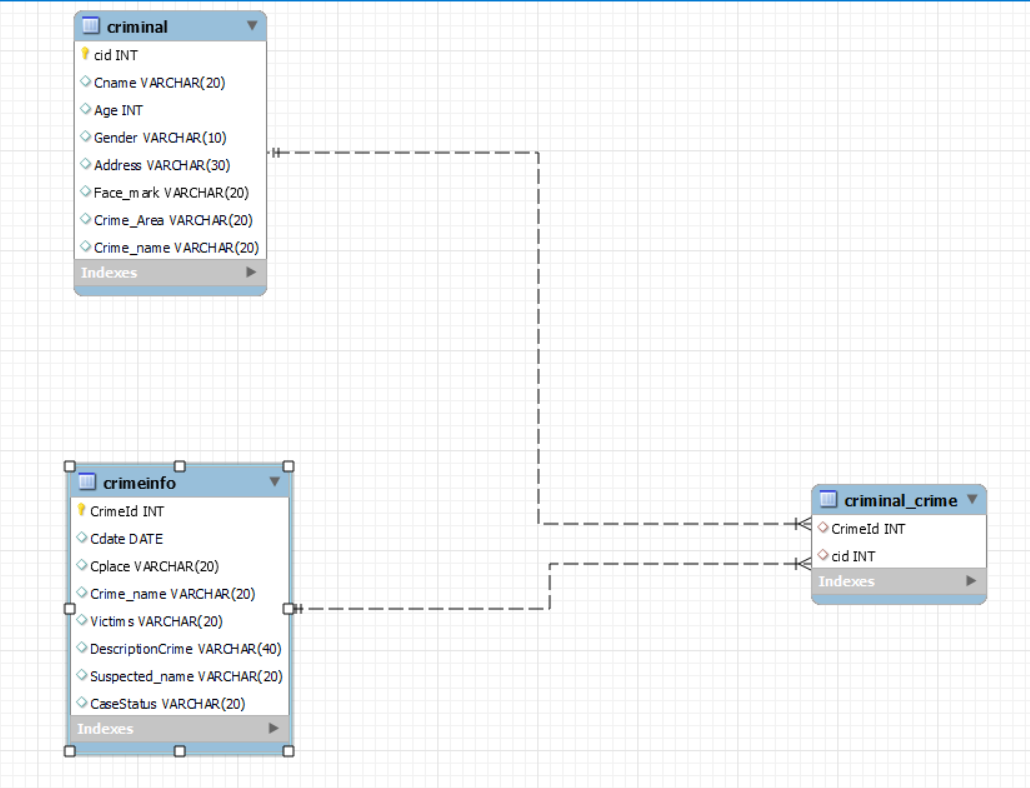 criminal
cid INT
Cname VARCHAR(20)
Age INT
Gender VARCHAR(10)
Address VARCHAR(30)
Face_mark VARCHAR(20)
Crime_Area VARCHAR(20)
Crime_name VARCHAR(20)
Indexes
crimeinfo
CrimeId INT
Cdate DATE
Cplace VARCHAR(20)
Crime_name VARCHAR(20)
Victims VARCHAR(20)
DescriptionCrime VARCHAR(40)
Suspected_name VARCHAR(20)
CaseStatus VARCHAR(20)
Indexes
criminal_crime
CrimeId INT
cid INT
Indexes